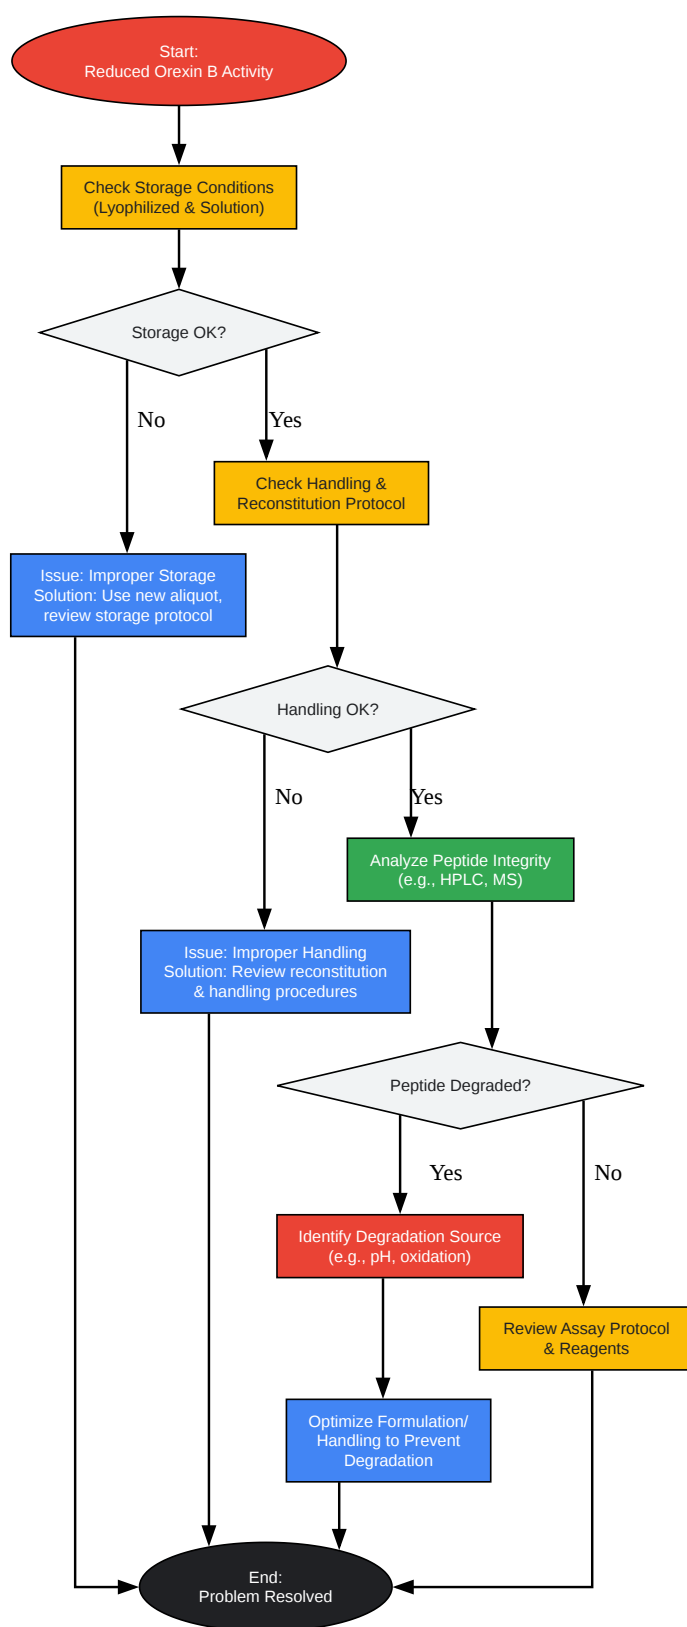 Start:
Reduced Orexin B Activity
Check Storage Conditions
(Lyophilized & Solution)
Storage OK?
No
Yes
Check Handling &
Reconstitution Protocol
Issue: Improper Storage
Solution: Use new aliquot,
review storage protocol
Handling OK?
No
Yes
Analyze Peptide Integrity
(e.g., HPLC, MS)
Issue: Improper Handling
Solution: Review reconstitution
& handling procedures
Peptide Degraded?
Yes
No
Identify Degradation Source
(e.g., pH, oxidation)
Review Assay Protocol
& Reagents
Optimize Formulation/
Handling to Prevent
Degradation
End:
Problem Resolved